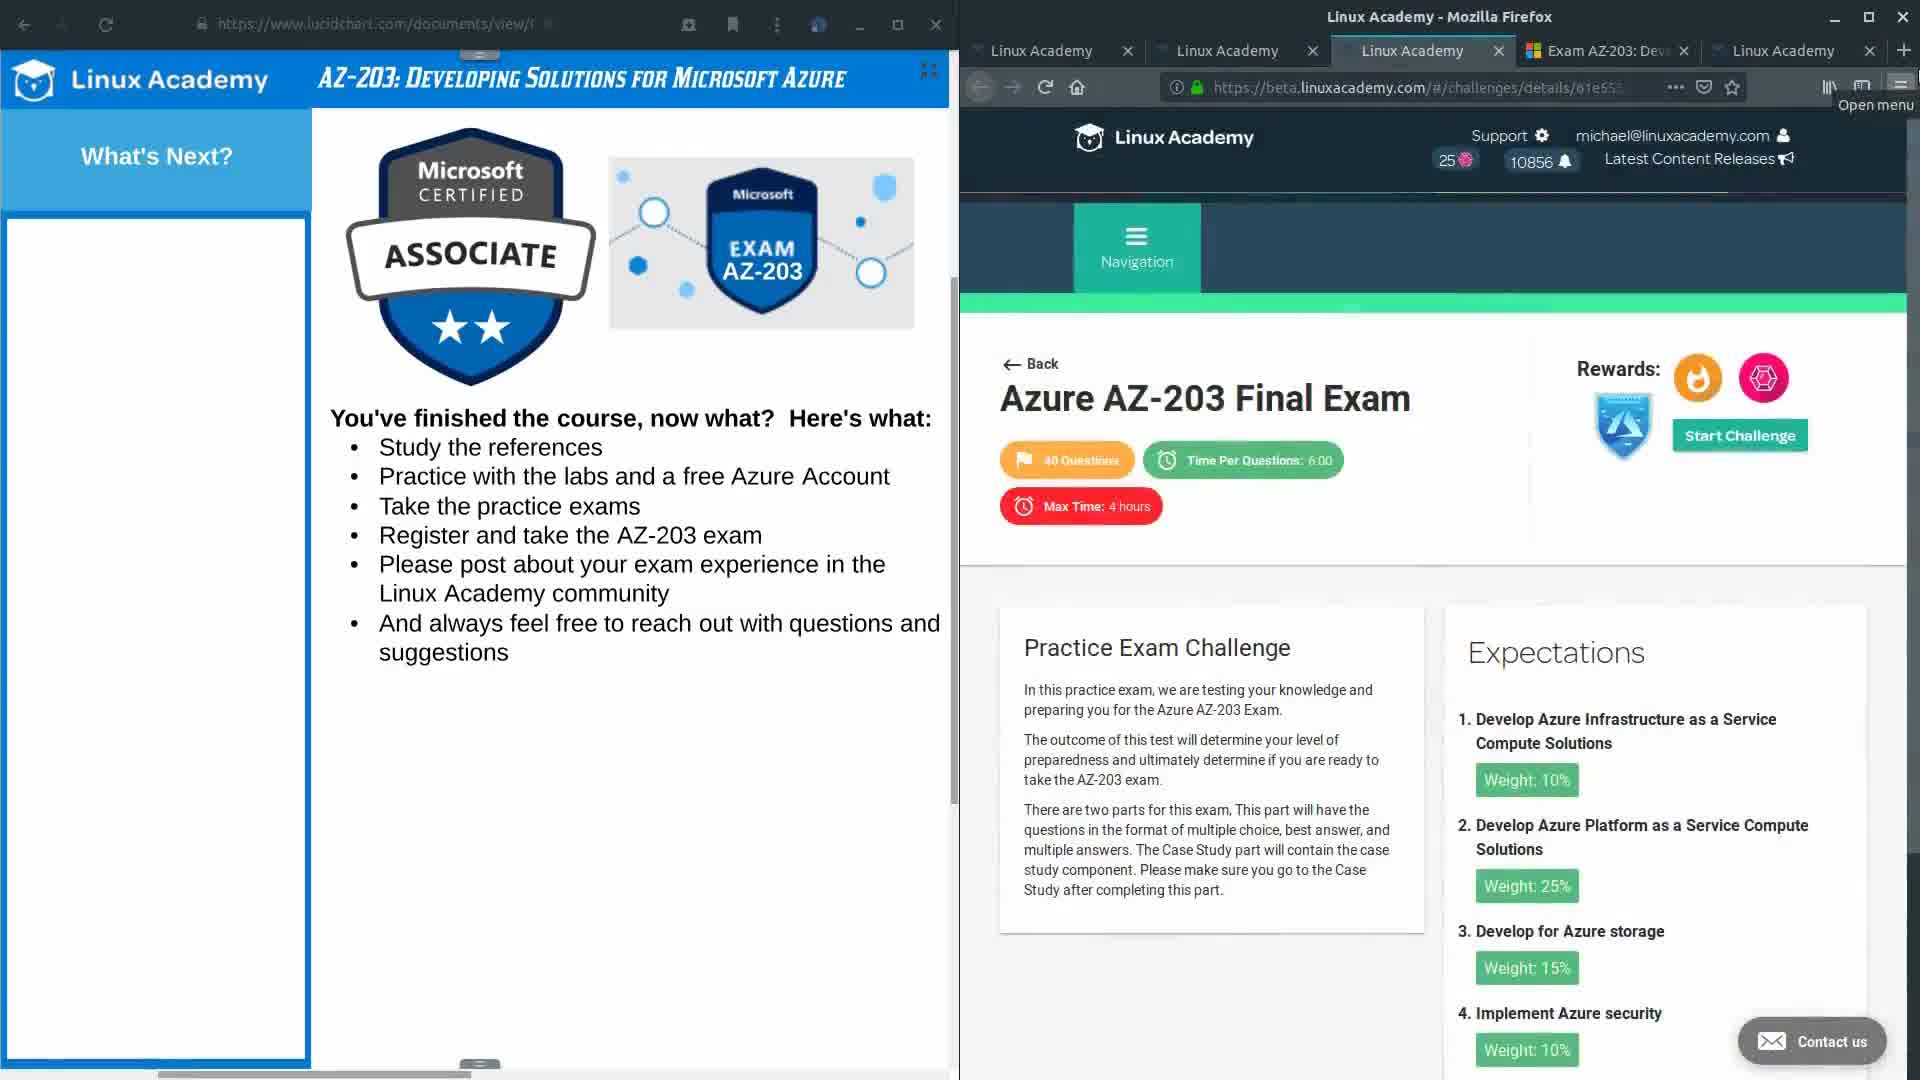 https://www.lucidchart.com/documents/view/
Linux Academy
AZ-203: Developing Solutions for Microsoft Azure
What's Next?
Microsoft
CERTIFIED
ASSOCIATE
Microsoft
EXAM
AZ-203
You've finished the course, now what? Here's what:
• Study the references
• Practice with the labs and a free Azure Account
• Take the practice exams
• Register and take the AZ-203 exam
• Please post about your exam experience in the
Linux Academy community
• And always feel free to reach out with questions and
suggestions
Linux Academy - Mozilla Firefox
Linux Academy
Linux Academy
Linux Academy
Exam AZ-203: Dev
Linux Academy
https://beta.linuxacademy.com/#/challenges/details/61e55
Open menu
Linux Academy
Support
michael@linuxacademy.com
25
10856
Latest Content Releases
Navigation
Back
Azure AZ-203 Final Exam
40 Questions
Time Per Questions: 6:00
Max Time: 4 hours
Rewards:
Start Challenge
Practice Exam Challenge
In this practice exam, we are testing your knowledge and
preparing you for the Azure AZ-203 Exam.
The outcome of this test will determine your level of
preparedness and ultimately determine if you are ready to
take the AZ-203 exam.
There are two parts for this exam, This part will have the
questions in the format of multiple choice, best answer, and
multiple answers. The Case Study part will contain the case
study component. Please make sure you go to the Case
Study after completing this part.
Expectations
1. Develop Azure Infrastructure as a Service
Compute Solutions
Weight: 10%
2. Develop Azure Platform as a Service Compute
Solutions
Weight: 25%
3. Develop for Azure storage
Weight: 15%
4. Implement Azure security
Weight: 10%
Contact us